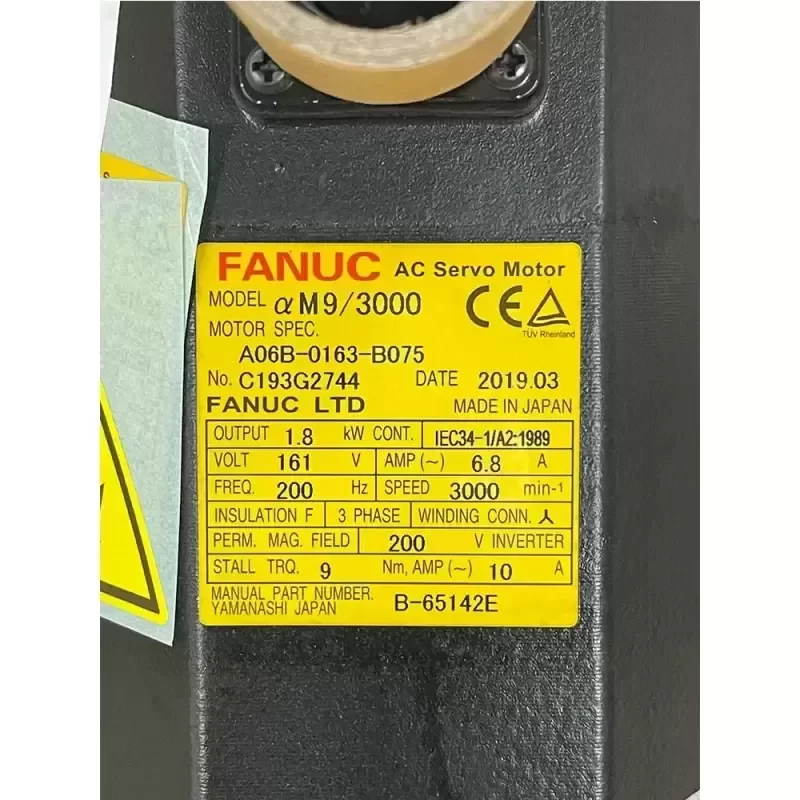 FANUC AC Servo Motor
MODEL αM9/3000
CE
TÜV Rheinland
MOTOR SPEC.
A06B-0163-B075
No. C193G2744 DATE 2019.03
FANUC LTD MADE IN JAPAN
OUTPUT 1.8 kW CONT. IEC34-1/A2:1989
VOLT 161 V AMP (~) 6.8 A
FREQ. 200 Hz SPEED 3000 min-1
INSULATION F 3 PHASE WINDING CONN. ⅄
PERM. MAG. FIELD 200 V INVERTER
STALL TRQ. 9 Nm, AMP (~) 10 A
MANUAL PART NUMBER. B-65142E
YAMANASHI JAPAN